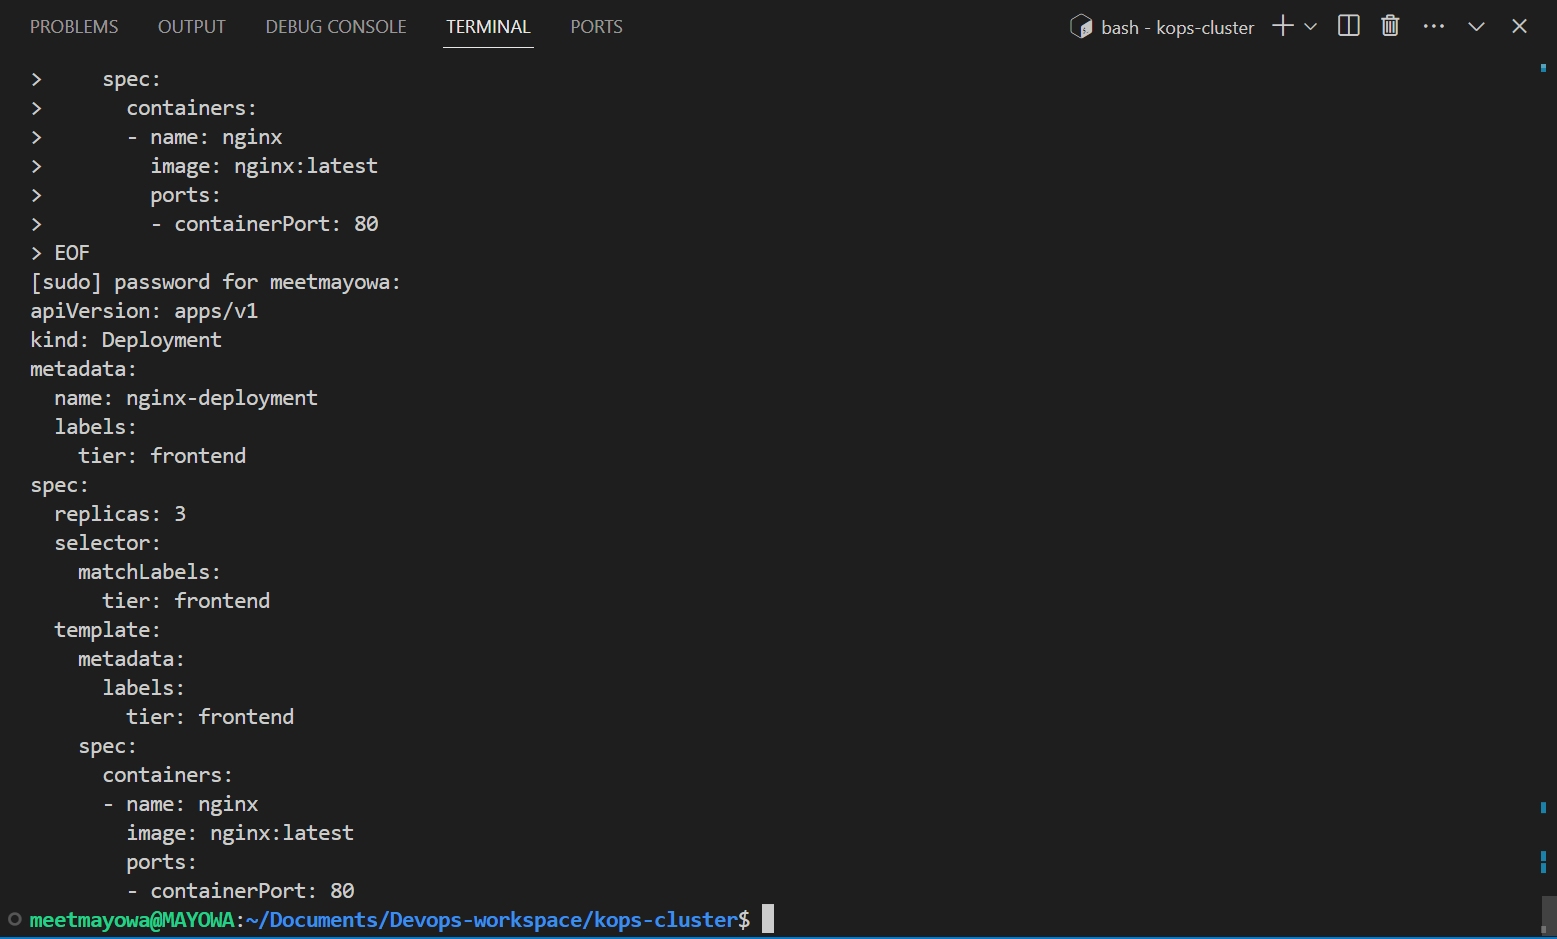 PROBLEMS OUTPUT DEBUG CONSOLE TERMINAL PORTS bash - kops-cluster
>     spec:
>       containers:
>       - name: nginx
>         image: nginx:latest
>         ports:
>         - containerPort: 80
> EOF
[sudo] password for meetmayowa:
apiVersion: apps/v1
kind: Deployment
metadata:
  name: nginx-deployment
  labels:
    tier: frontend
spec:
  replicas: 3
  selector:
    matchLabels:
      tier: frontend
  template:
    metadata:
      labels:
        tier: frontend
    spec:
      containers:
      - name: nginx
        image: nginx:latest
        ports:
        - containerPort: 80
meetmayowa@MAYOWA:~/Documents/Devops-workspace/kops-cluster$